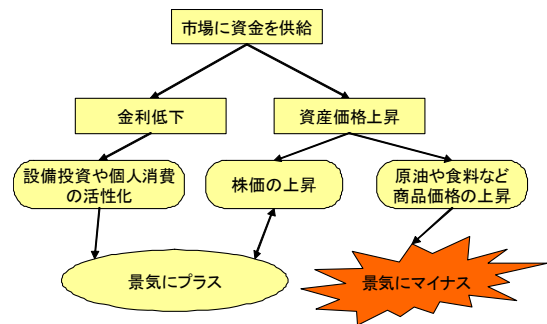 市場に資金を供給
金利低下
資産価格上昇
設備投資や個人消費
の活性化
株価の上昇
原油や食料など
商品価格の上昇
景気にプラス
景気にマイナス